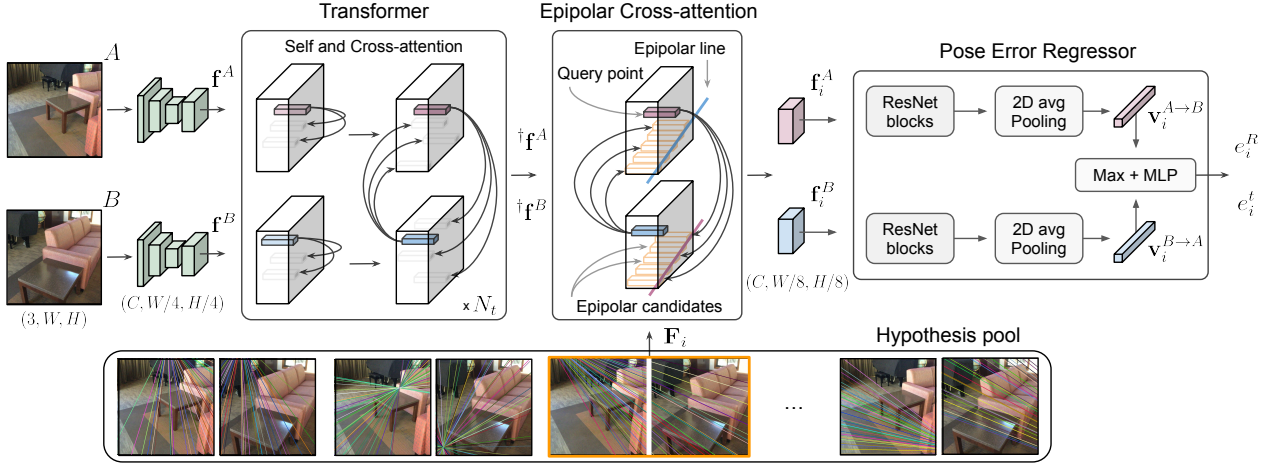 Transformer
Epipolar Cross-attention
Self and Cross-attention
Epipolar line
Pose Error Regressor
A
f^A
Query point
f_i^A
ResNet blocks
2D avg Pooling
v_i^{A→B}
†f^A
e_i^R
Max + MLP
B
f^B
†f^B
f_i^B
e_i^t
ResNet blocks
2D avg Pooling
v_i^{B→A}
(C, W/4, H/4)
(C, W/8, H/8)
x N_t
Epipolar candidates
(3, W, H)
F_i
Hypothesis pool
...